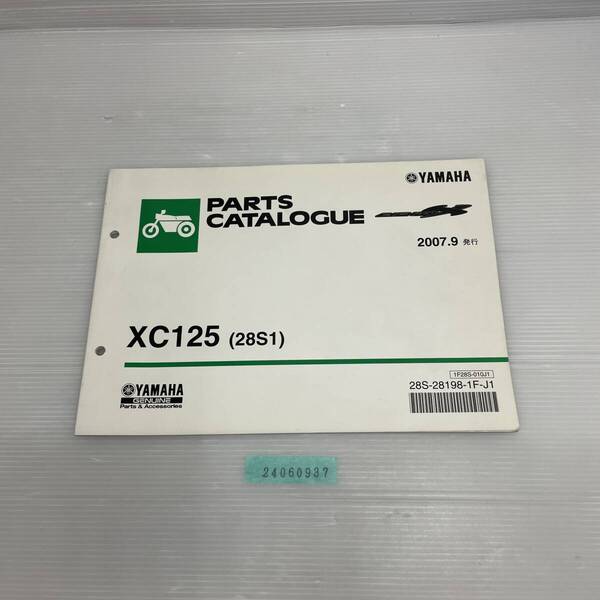 YAMAHA
PARTS
CATALOGUE
2007.9 発行
XC125 (28S1)
1F28S-010J1
28S-28198-1F-J1
YAMAHA
GENUINE
Parts & Accessories
24060937